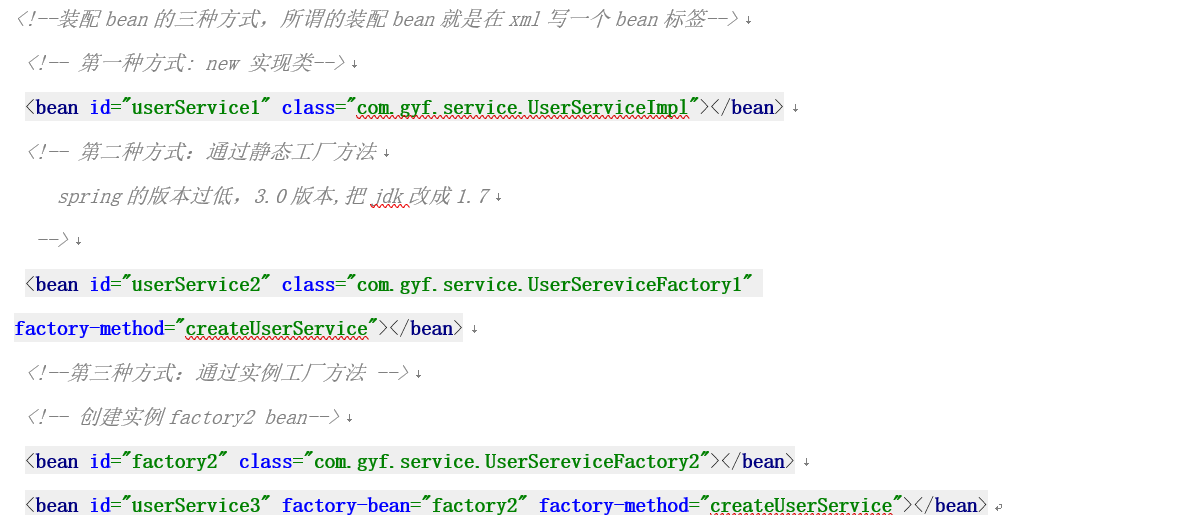 <!--装配 bean 的三种方式，所谓的装配 bean 就是在 xml 写一个 bean 标签-->
<!-- 第一种方式: new 实现类-->
<bean id="userService1" class="com.gyf.service.UserServiceImpl"></bean>
<!-- 第二种方式：通过静态工厂方法
spring 的版本过低，3.0 版本,把 jdk 改成 1.7
-->
<bean id="userService2" class="com.gyf.service.UserSereviceFactory1"
factory-method="createUserService"></bean>
<!--第三种方式：通过实例工厂方法 -->
<!-- 创建实例 factory2 bean-->
<bean id="factory2" class="com.gyf.service.UserSereviceFactory2"></bean>
<bean id="userService3" factory-bean="factory2" factory-method="createUserService"></bean>